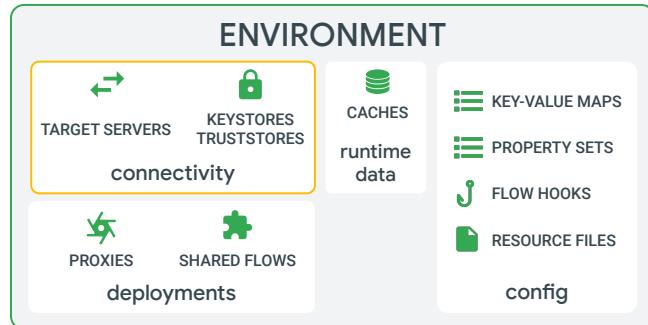 ENVIRONMENT
TARGET SERVERS
KEYSTORES
TRUSTSTORES
connectivity
CACHES
runtime
data
KEY-VALUE MAPS
PROPERTY SETS
FLOW HOOKS
RESOURCE FILES
config
PROXIES
SHARED FLOWS
deployments